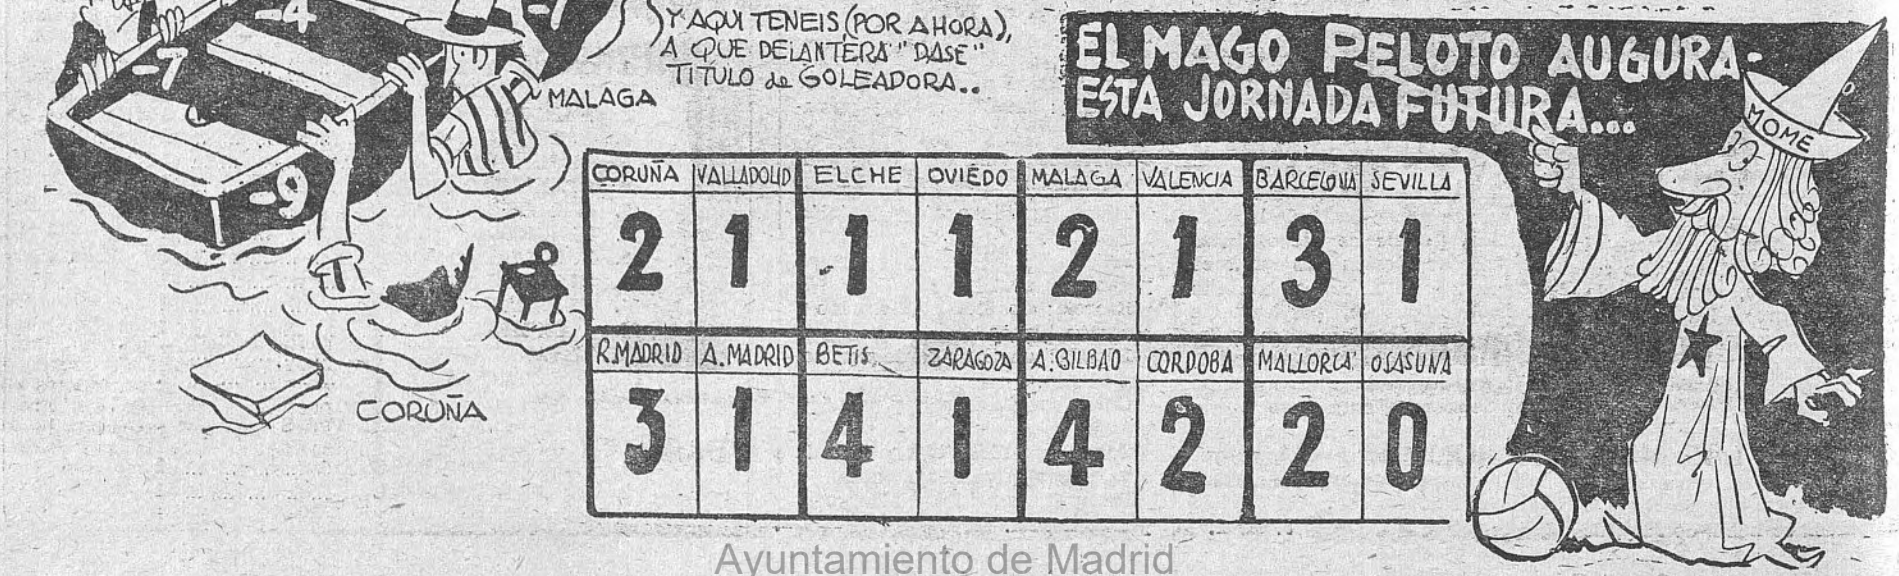 -4
-7
-7
-9
MALAGA
CORUÑA
Y AQUI TENEIS (POR AHORA),
A QUE DELANTERA "DASE"
TITULO de GOLEADORA..
EL MAGO PELOTO AUGURA-
ESTA JORNADA FUTURA...
MOME
CORUÑA VALLADOLID ELCHE OVIEDO MALAGA VALENCIA BARCELONA SEVILLA
2 1 1 1 2 1 3 1
R.MADRID A.MADRID BETIS ZARAGOZA A.BILBAO CORDOBA MALLORCA OSASUNA
3 1 4 1 4 2 2 0
Ayuntamiento de Madrid